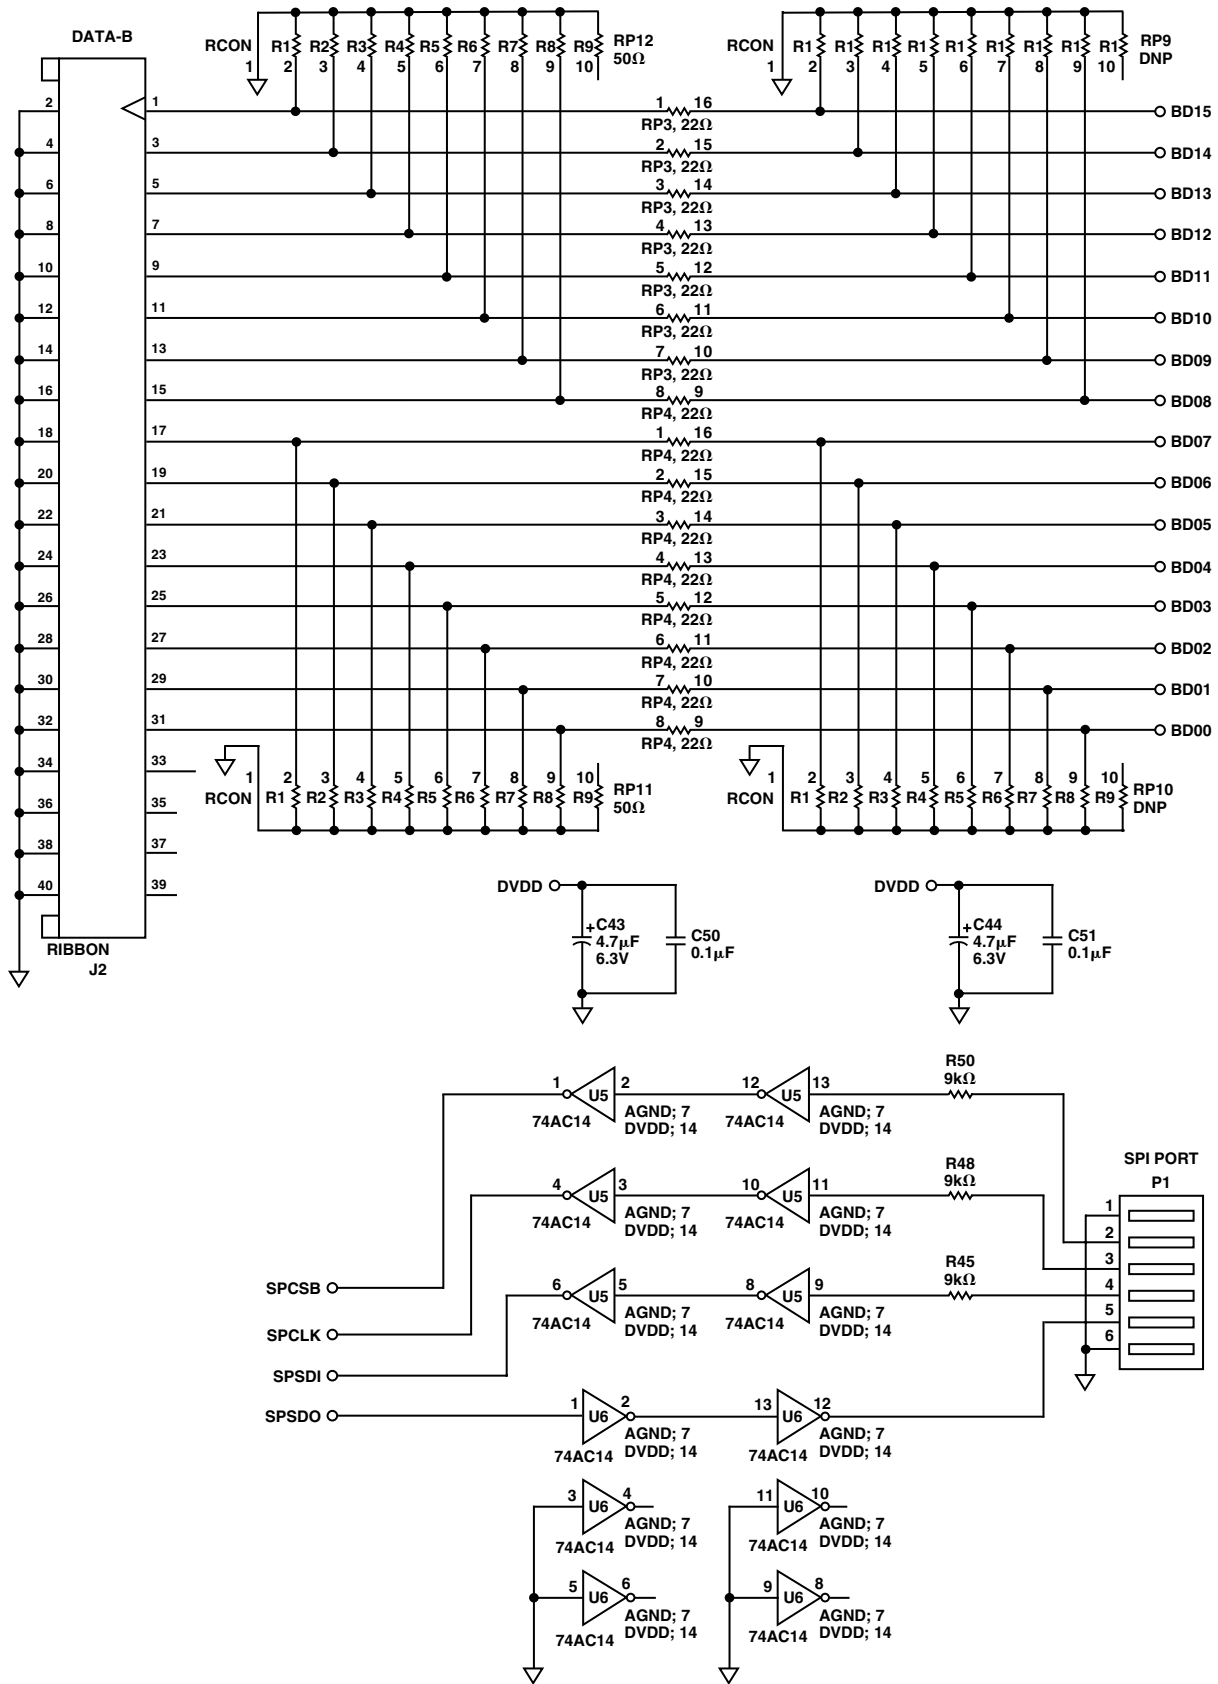 DATA-B
RCON
1
R1 R2 R3 R4 R5 R6 R7 R8 R9
2 3 4 5 6 7 8 9 10
RP12
50Ω
RCON
1
R1 R1 R1 R1 R1 R1 R1 R1 R1
2 3 4 5 6 7 8 9 10
RP9
DNP
2 1 1 16 BD15
RP3, 22Ω
4 3 2 15 BD14
RP3, 22Ω
6 5 3 14 BD13
RP3, 22Ω
8 7 4 13 BD12
RP3, 22Ω
10 9 5 12 BD11
RP3, 22Ω
12 11 6 11 BD10
RP3, 22Ω
14 13 7 10 BD09
RP3, 22Ω
16 15 8 9 BD08
RP4, 22Ω
18 17 1 16 BD07
RP4, 22Ω
20 19 2 15 BD06
RP4, 22Ω
22 21 3 14 BD05
RP4, 22Ω
24 23 4 13 BD04
RP4, 22Ω
26 25 5 12 BD03
RP4, 22Ω
28 27 6 11 BD02
RP4, 22Ω
30 29 7 10 BD01
RP4, 22Ω
32 31 8 9 BD00
RP4, 22Ω
34 33
36 35
38 37
40 39
RIBBON
J2
1
RCON
2 3 4 5 6 7 8 9 10
R1 R2 R3 R4 R5 R6 R7 R8 R9
RP11
50Ω
1
RCON
2 3 4 5 6 7 8 9 10
R1 R2 R3 R4 R5 R6 R7 R8 R9
RP10
DNP
DVDD
+ C43
4.7µF
6.3V
C50
0.1µF
DVDD
+ C44
4.7µF
6.3V
C51
0.1µF
1 U5 2
74AC14
AGND; 7
DVDD; 14
12 U5 13
74AC14
AGND; 7
DVDD; 14
R50
9kΩ
4 U5 3
74AC14
AGND; 7
DVDD; 14
10 U5 11
74AC14
AGND; 7
DVDD; 14
R48
9kΩ
6 U5 5
74AC14
AGND; 7
DVDD; 14
8 U5 9
74AC14
AGND; 7
DVDD; 14
R45
9kΩ
SPI PORT
P1
1
2
3
4
5
6
SPCSB
SPCLK
SPSDI
SPSDO
1 U6 2
74AC14
AGND; 7
DVDD; 14
13 U6 12
74AC14
AGND; 7
DVDD; 14
3 U6 4
74AC14
AGND; 7
DVDD; 14
11 U6 10
74AC14
AGND; 7
DVDD; 14
5 U6 6
74AC14
AGND; 7
DVDD; 14
9 U6 8
74AC14
AGND; 7
DVDD; 14